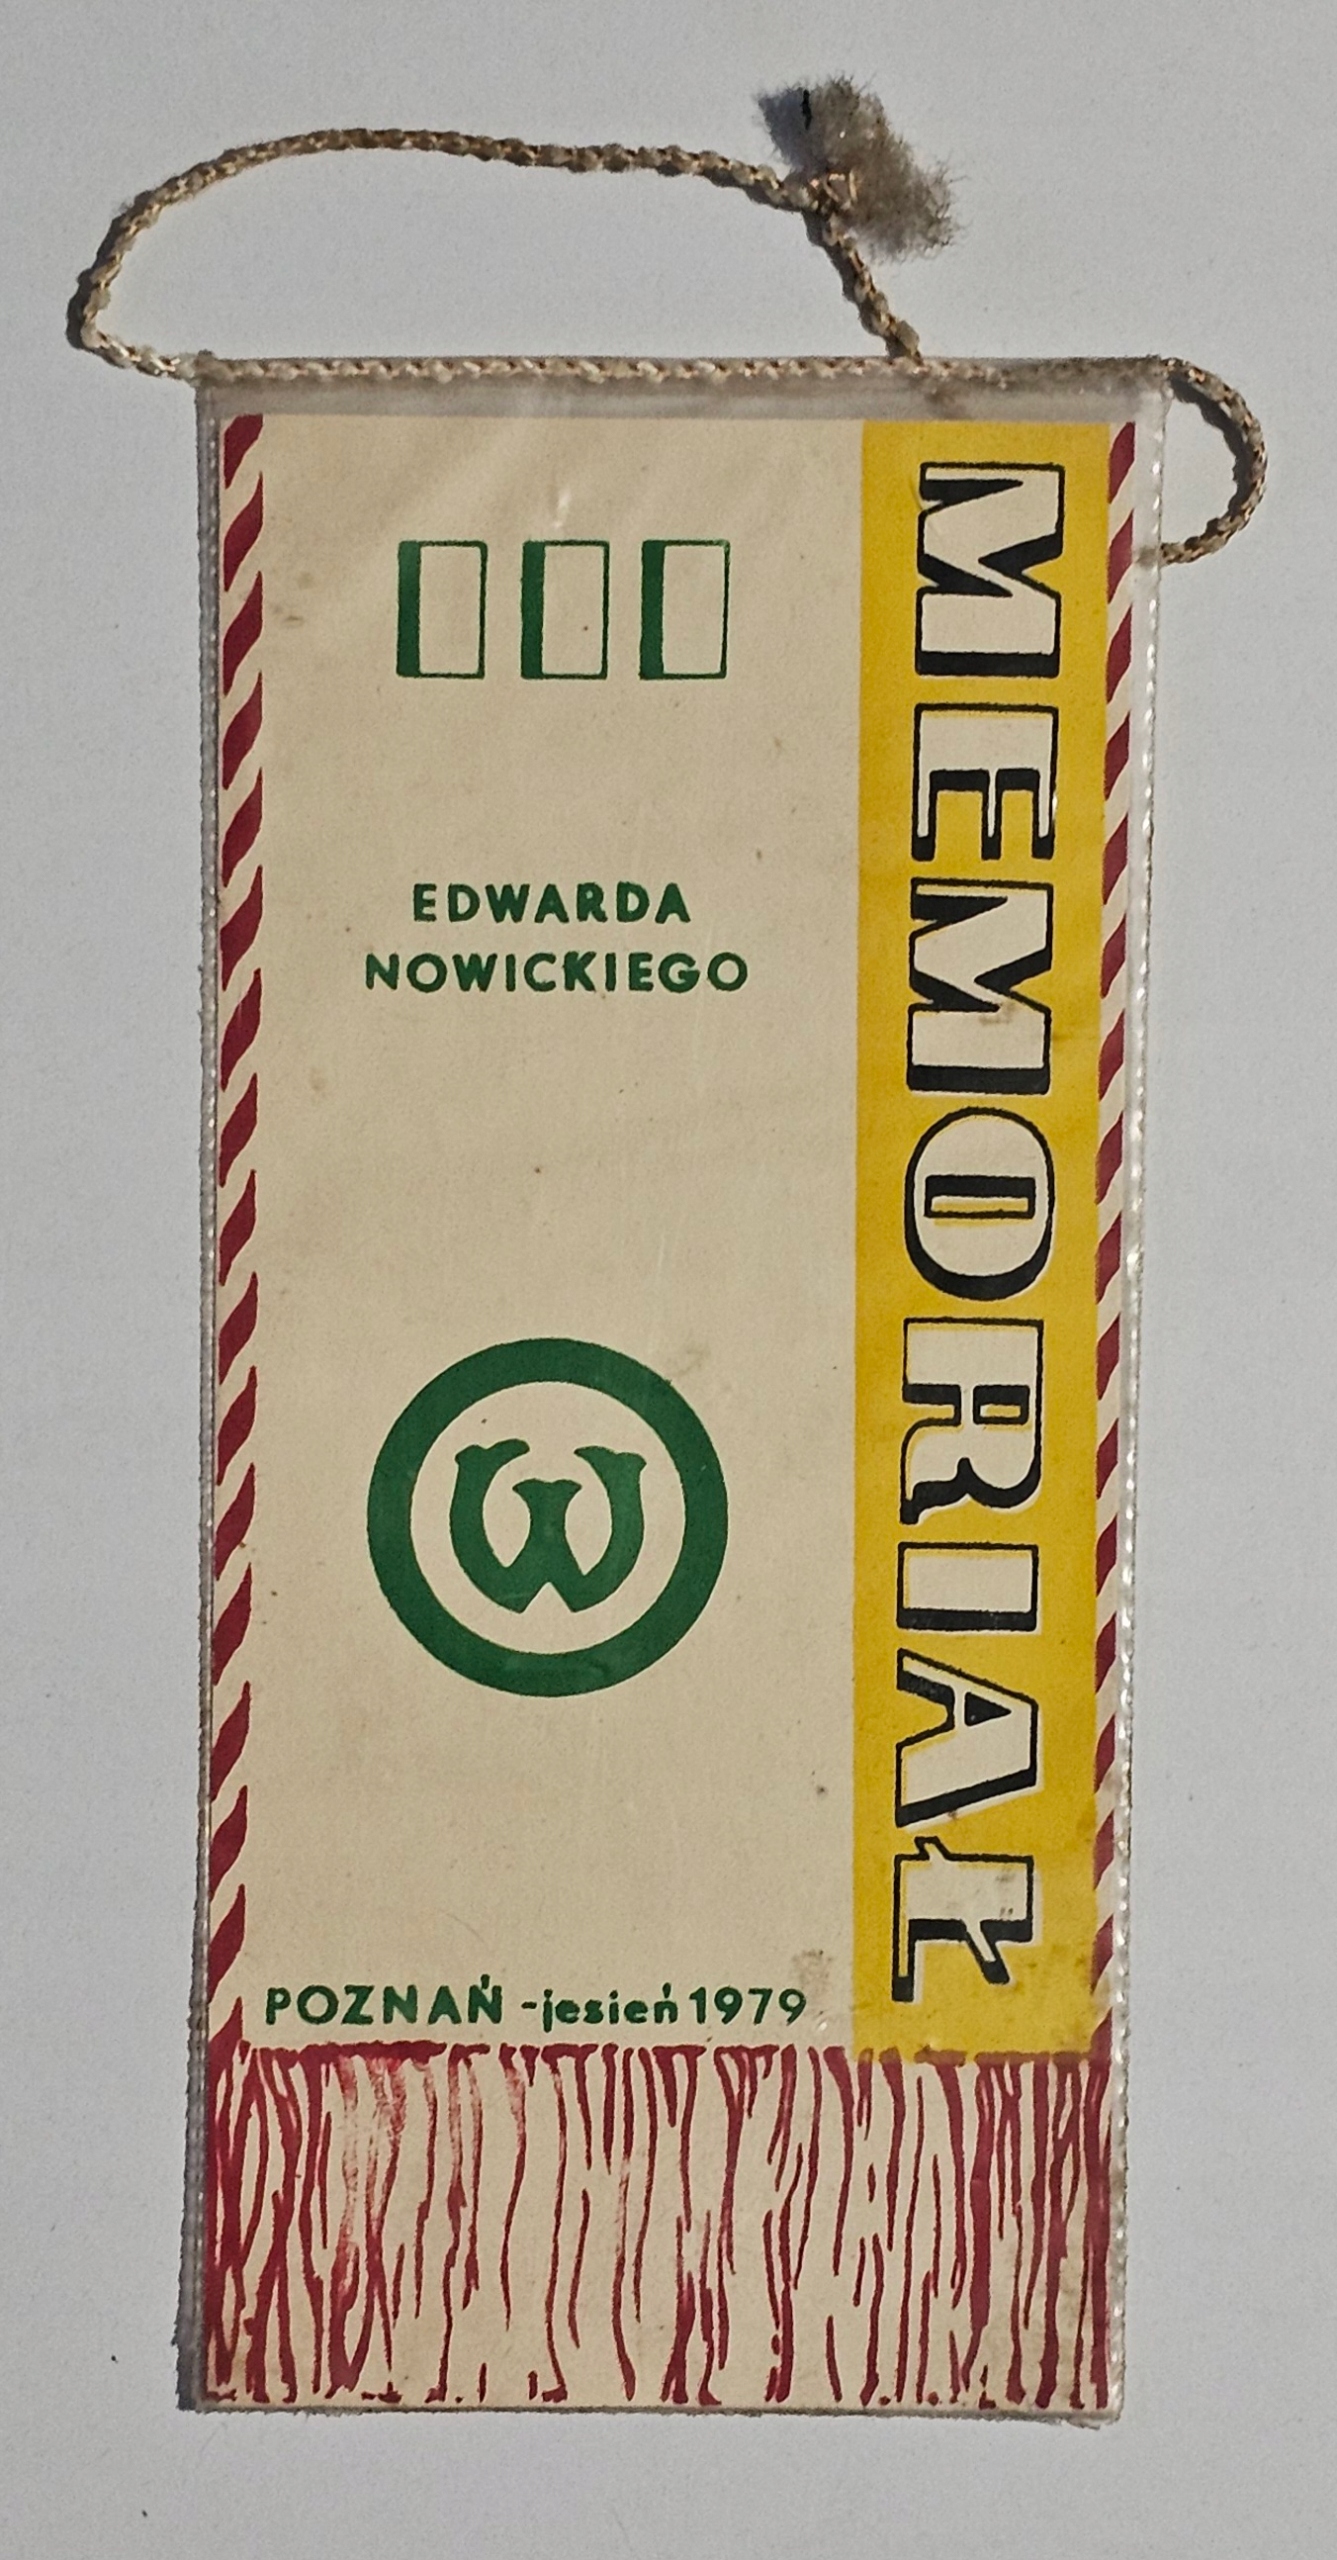 III
MEMORIAŁ
EDWARDA
NOWICKIEGO
W
POZNAŃ - jesień 1979